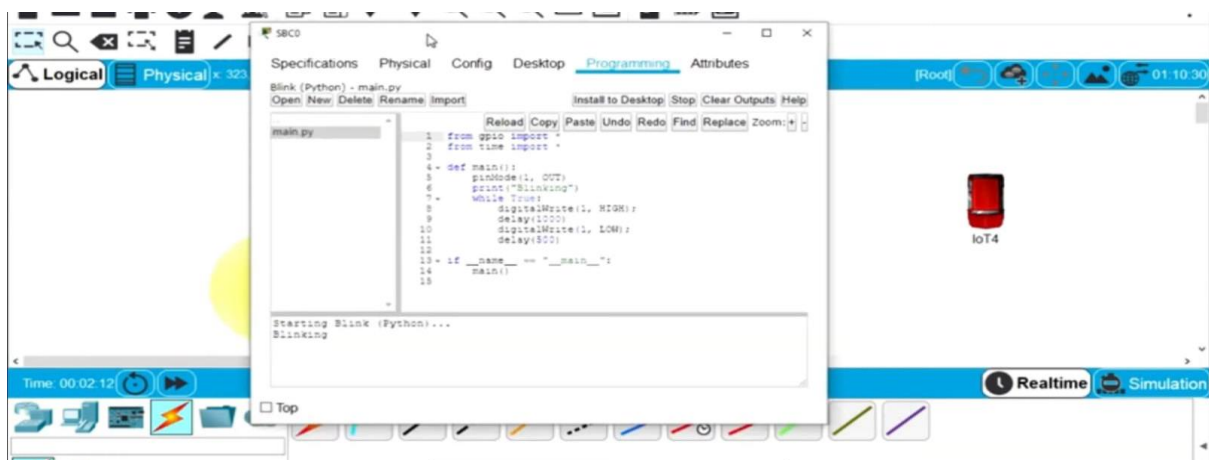 SBC0
Specifications Physical Config Desktop Programming Attributes
Logical Physical x: 323,
[Root] 01:10:30
Blink (Python) - main.py
Open New Delete Rename Import Install to Desktop Stop Clear Outputs Help
Reload Copy Paste Undo Redo Find Replace Zoom: + -
main.py
1 from gpio import *
2 from time import *
3
4 def main():
5 pinMode(1, OUT)
6 print("Blinking")
7 while True:
8 digitalWrite(1, HIGH);
9 delay(1000)
10 digitalWrite(1, LOW);
11 delay(500)
12
13 if __name__ == "__main__":
14 main()
15
IoT4
Starting Blink (Python)...
Blinking
Time: 00:02:12
Realtime Simulation
Top